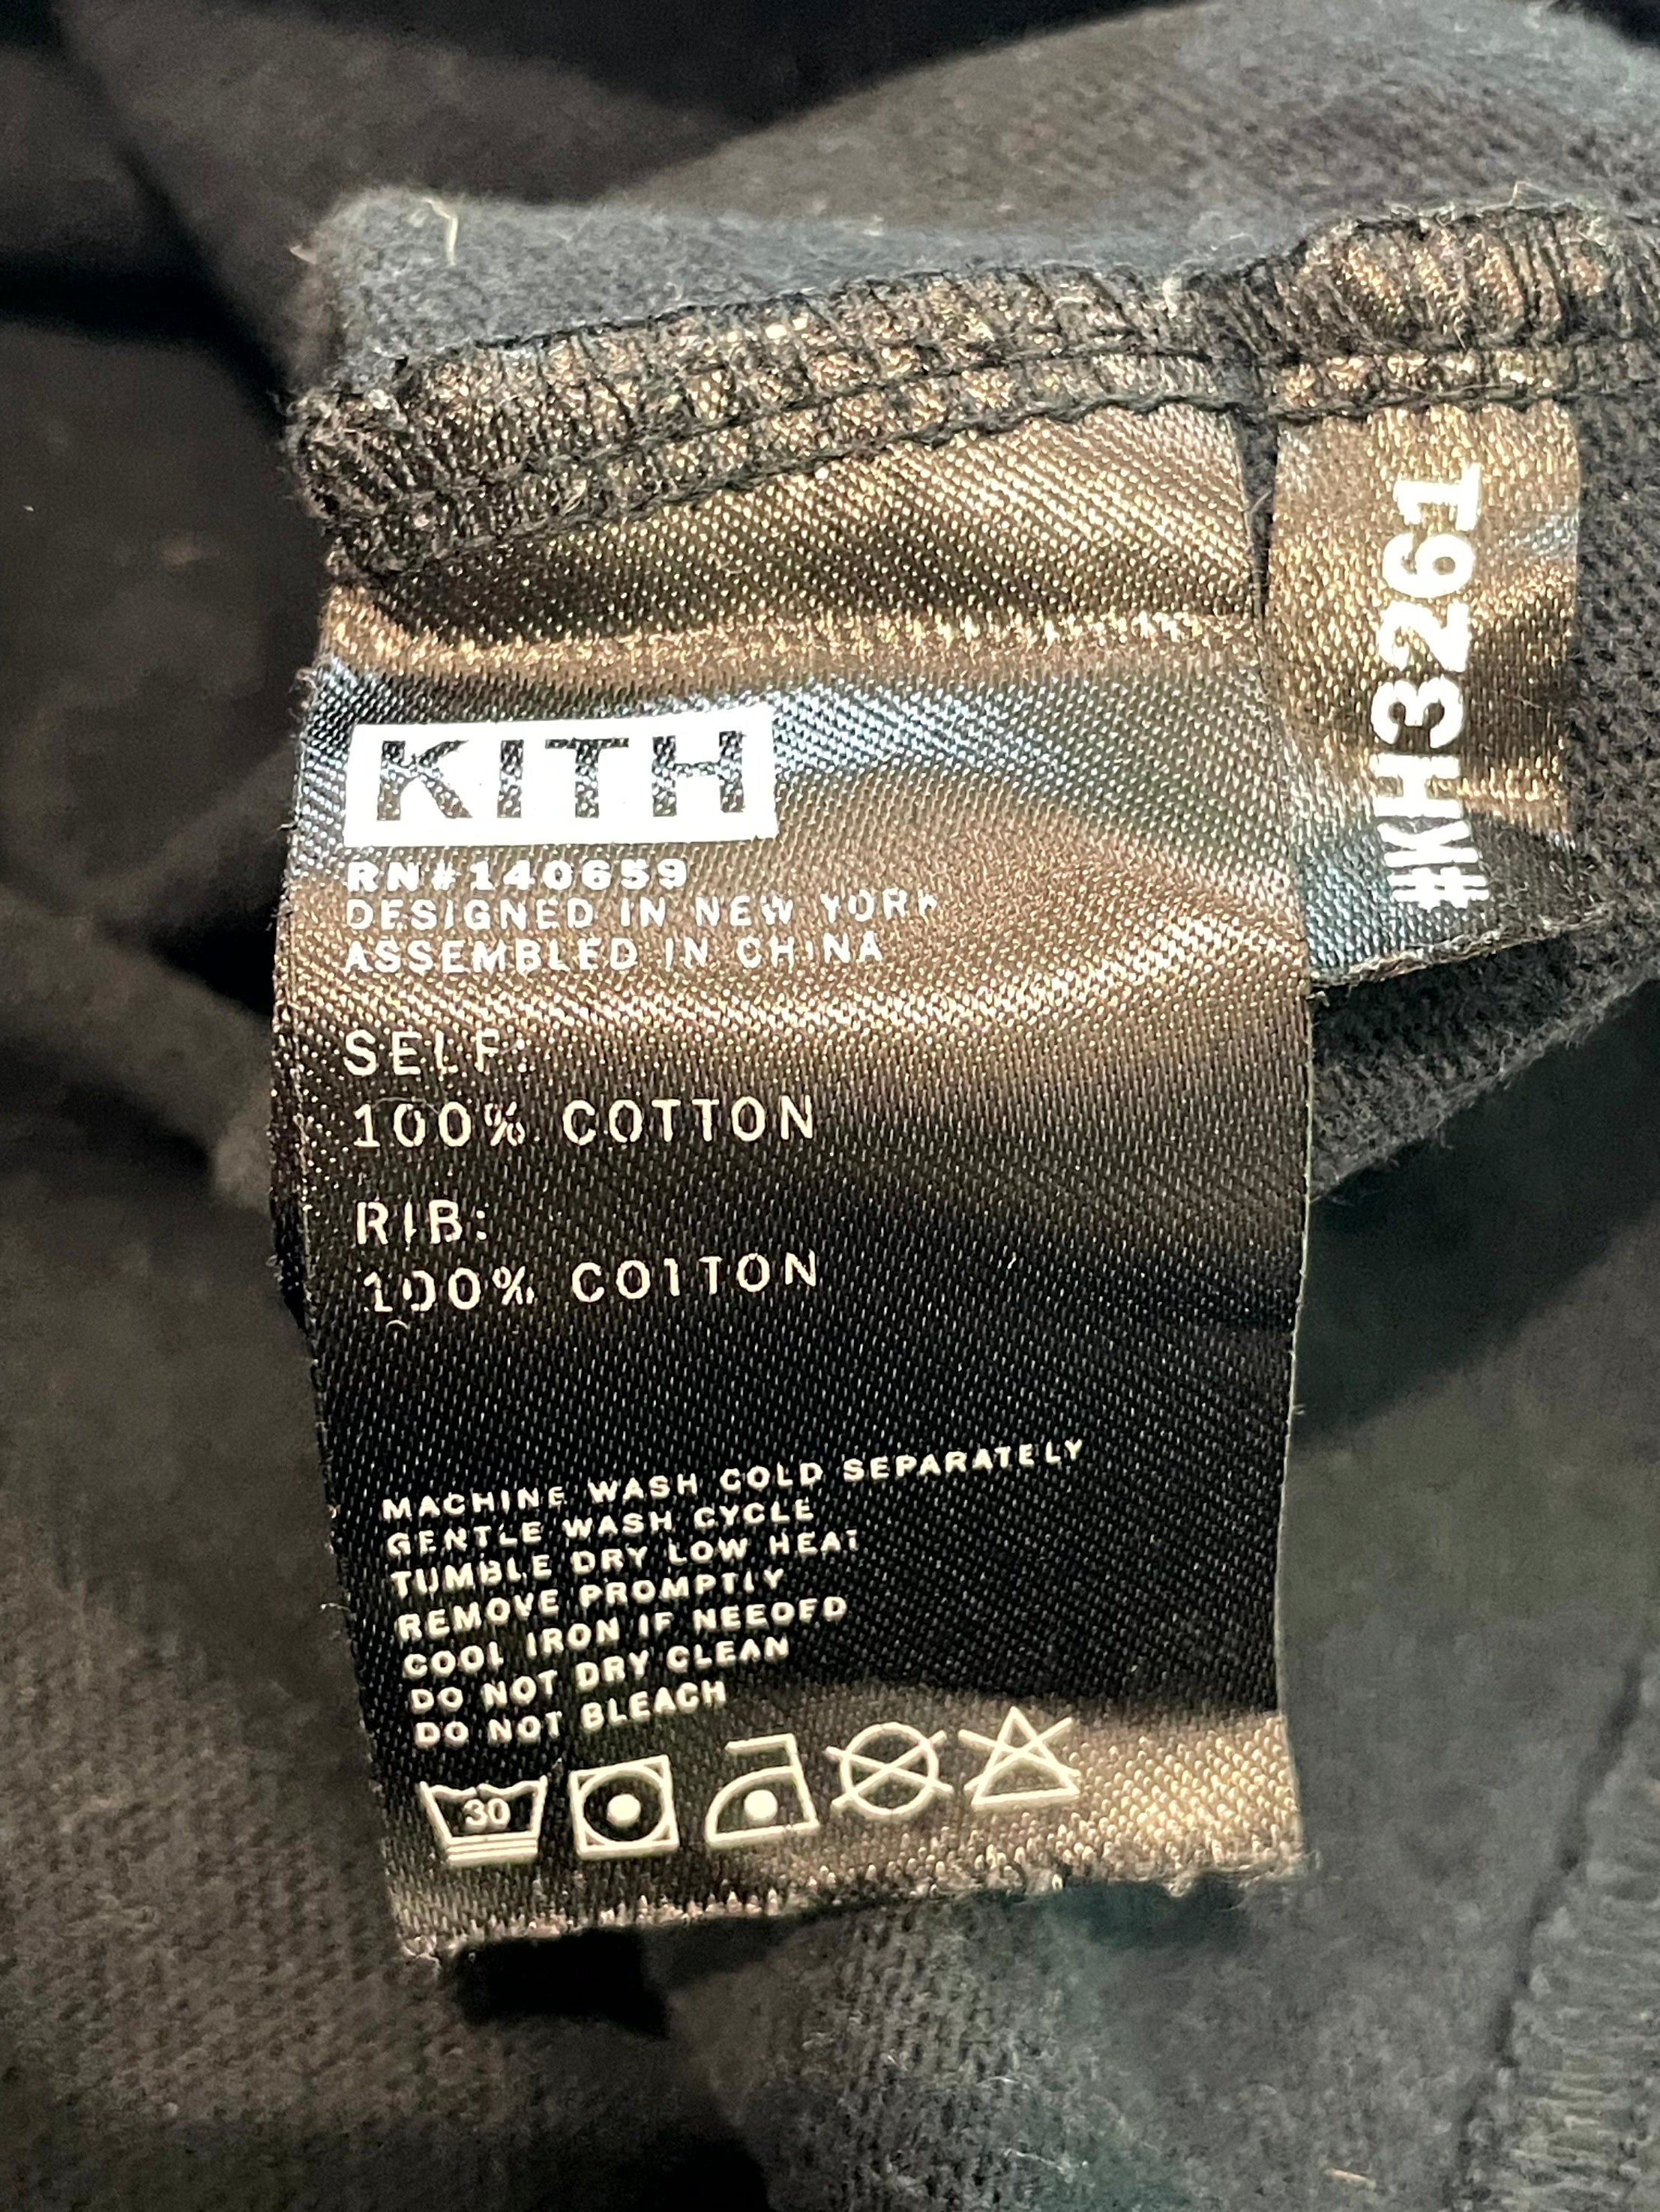 KITH
RN#140659
DESIGNED IN NEW YORK
ASSEMBLED IN CHINA
SELF:
100% COTTON
RIB:
100% COTTON
MACHINE WASH COLD SEPARATELY
GENTLE WASH CYCLE
TUMBLE DRY LOW HEAT
REMOVE PROMPTLY
COOL IRON IF NEEDED
DO NOT DRY CLEAN
DO NOT BLEACH
30
#KH3261